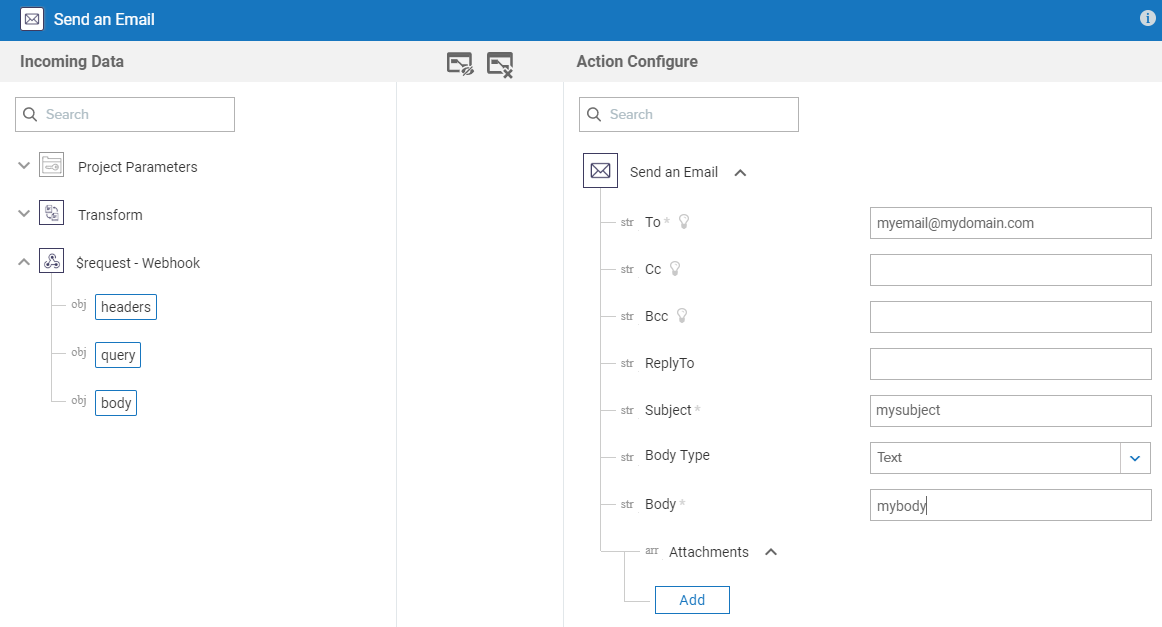 Send an Email
i
Incoming Data
Action Configure
Search
Search
Project Parameters
Transform
$request - Webhook
obj headers
obj query
obj body
Send an Email
str To * myemail@mydomain.com
str Cc
str Bcc
str ReplyTo
str Subject * mysubject
str Body Type Text
str Body * mybody
arr Attachments
Add